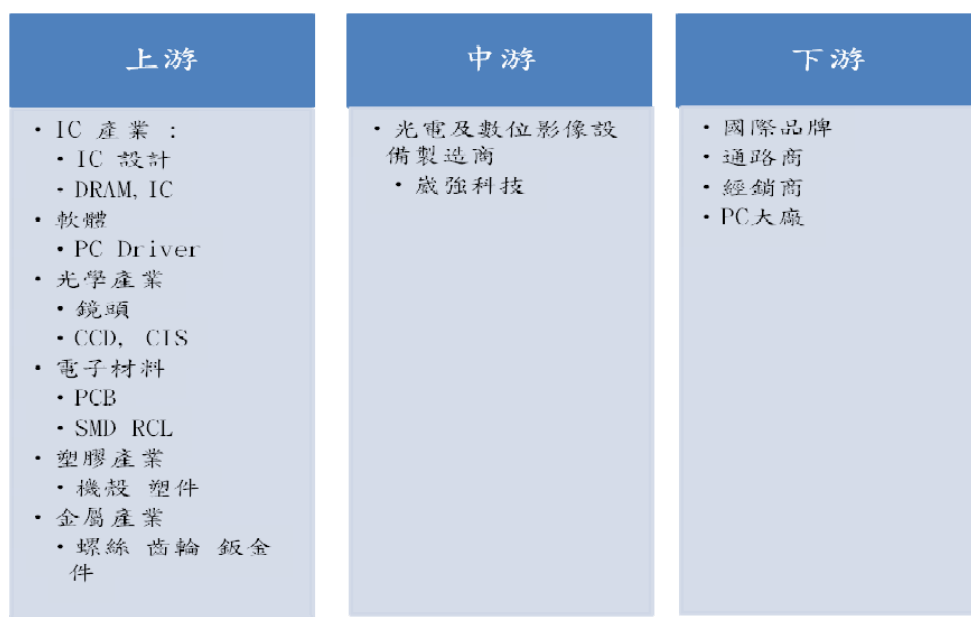 上游
• IC 產業 :
• IC 設計
• DRAM, IC
• 軟體
• PC Driver
• 光學產業
• 鏡頭
• CCD, CIS
• 電子材料
• PCB
• SMD RCL
• 塑膠產業
• 機殼 塑件
• 金屬產業
• 螺絲 齒輪 鈑金
件
中游
• 光電及數位影像設
備製造商
• 崴強科技
下游
• 國際品牌
• 通路商
• 經銷商
• PC大廠